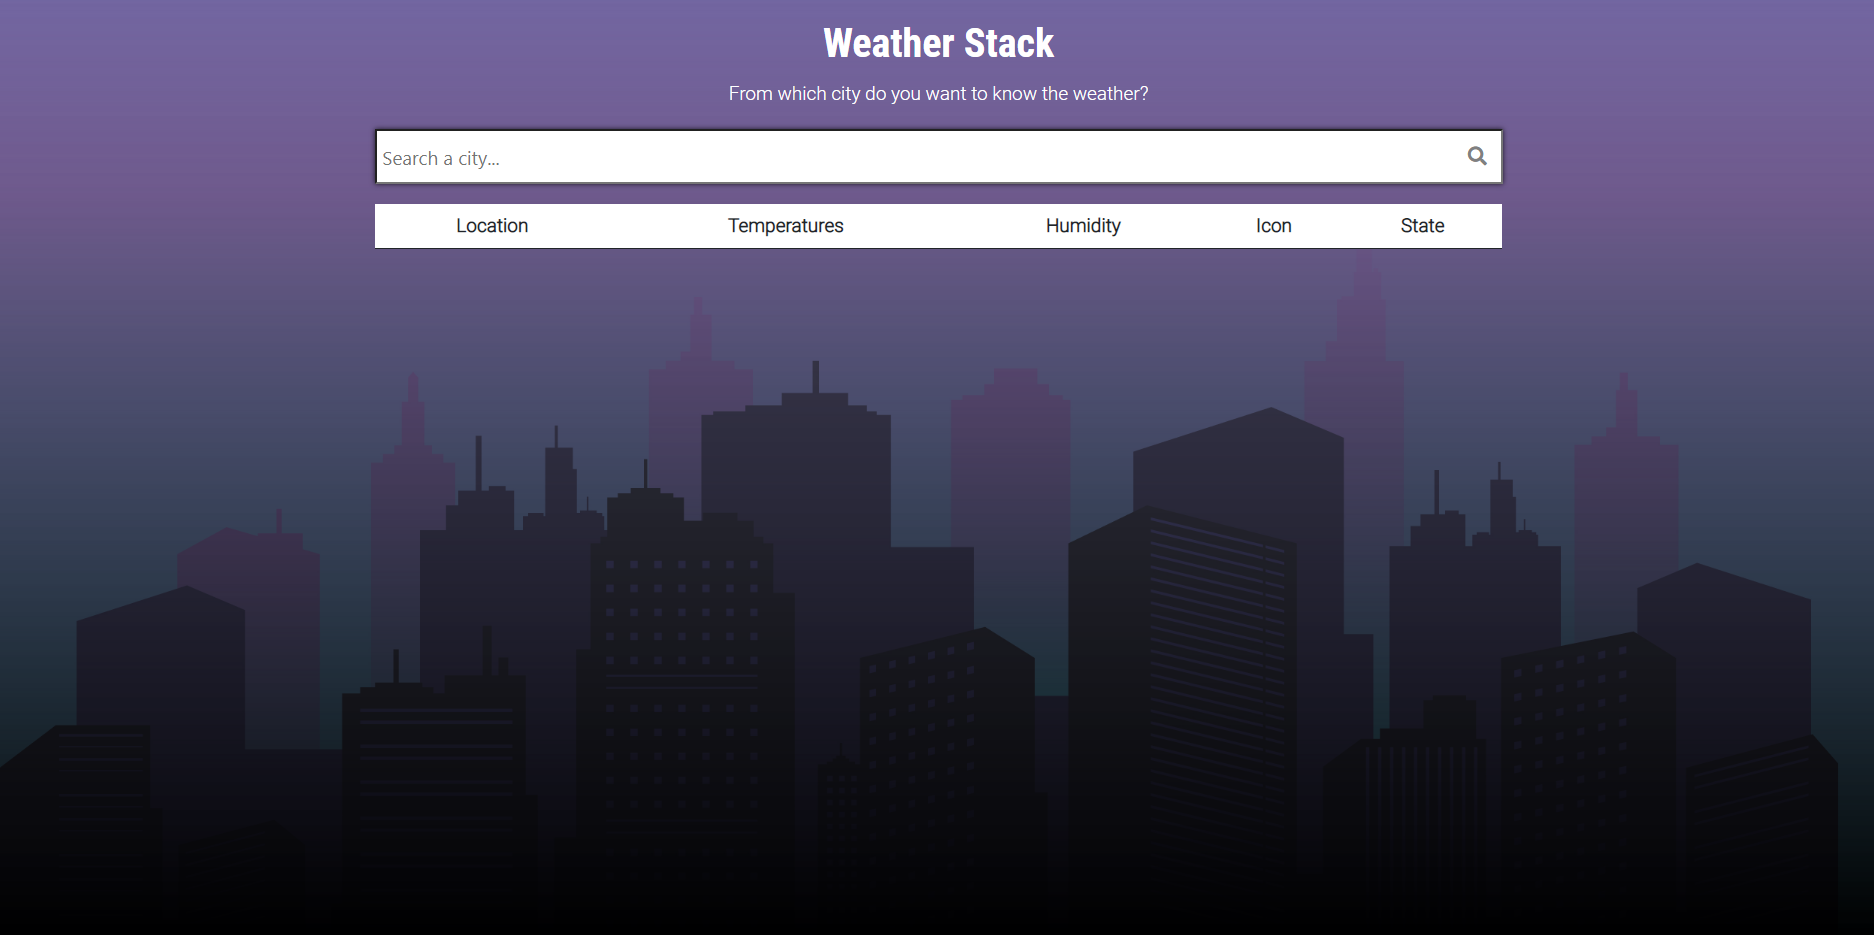 Weather Stack
From which city do you want to know the weather?
Search a city...
Location Temperatures Humidity Icon State